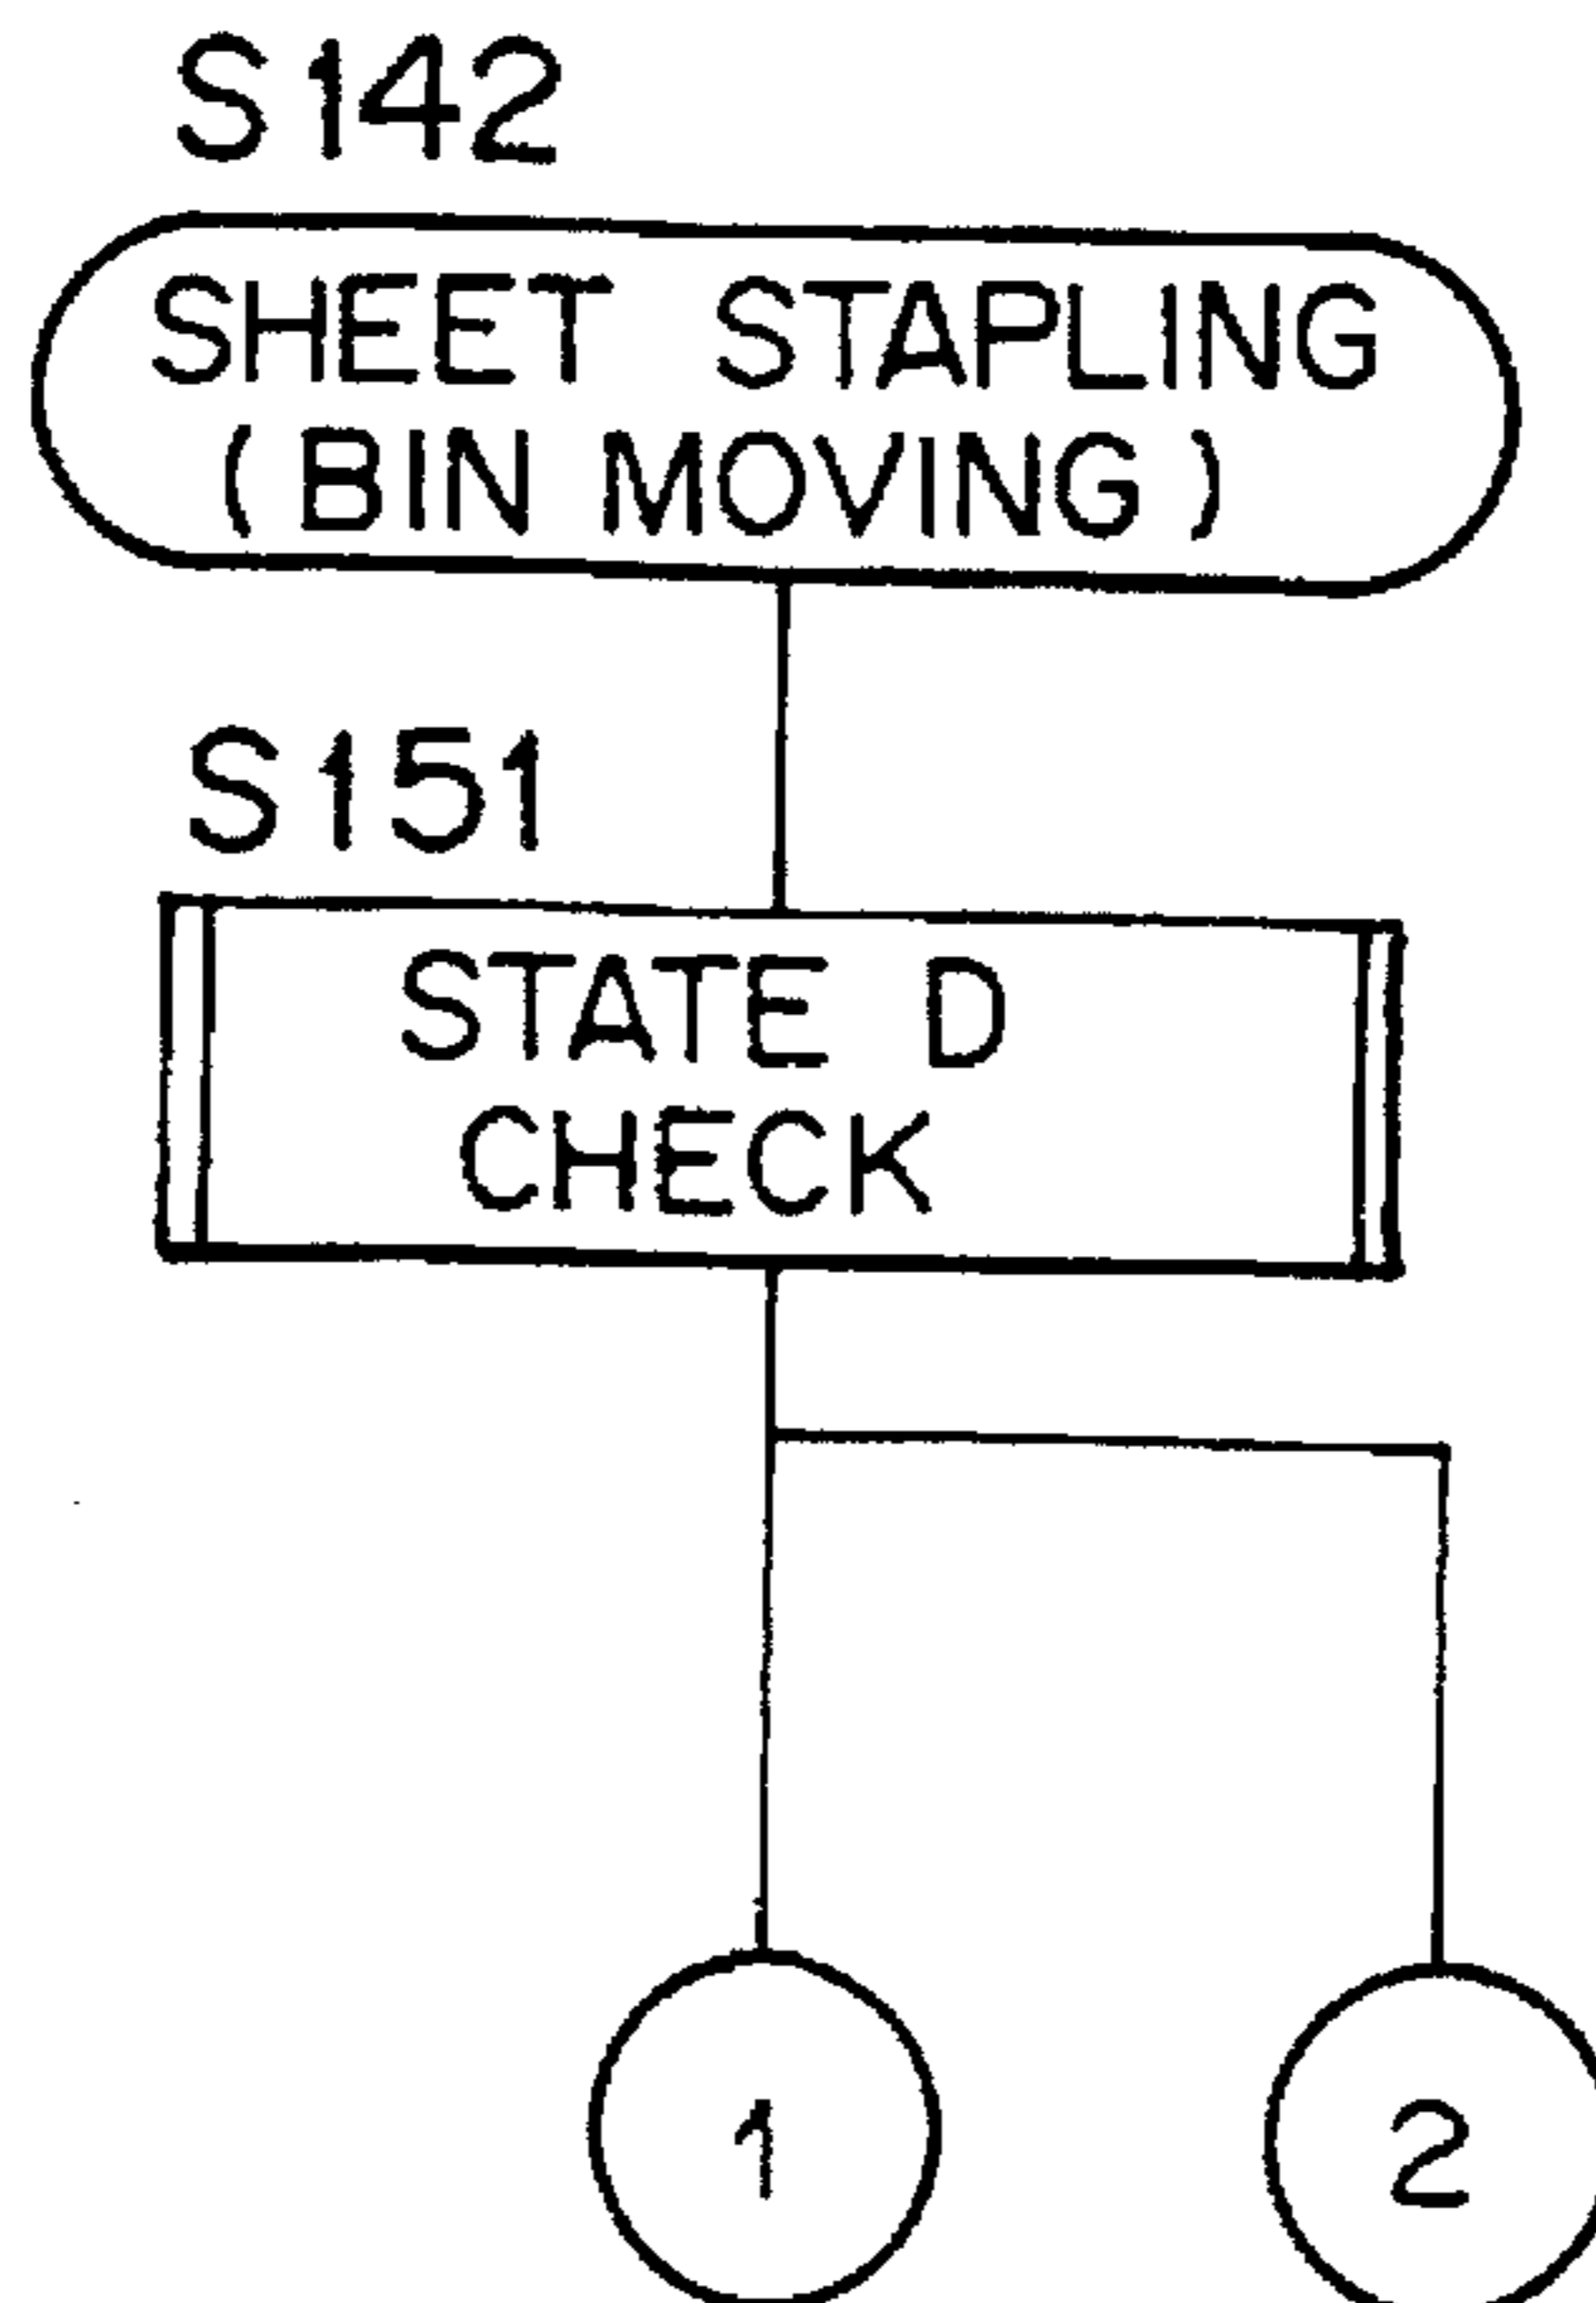 S142
SHEET STAPLING
(BIN MOVING)
S151
STATE D
CHECK
1
2